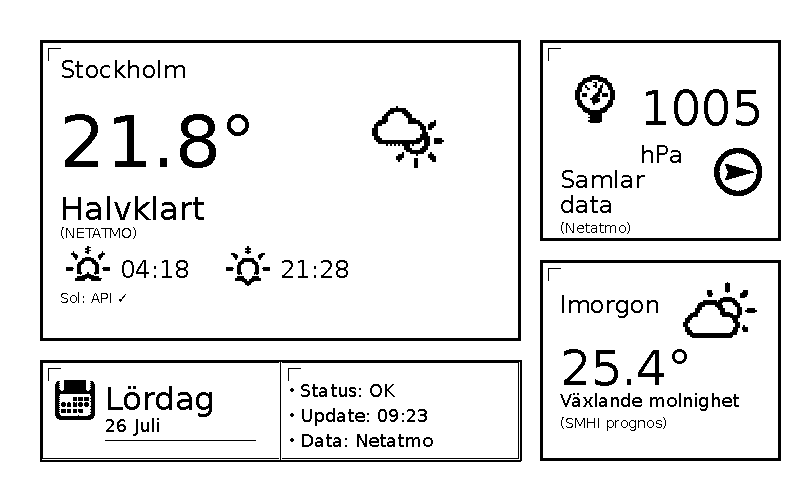 Stockholm
21.8°
Halvklart
(NETATMO)
04:18 21:28
Sol: API ✓
1005
hPa
Samlar
data
(Netatmo)
Imorgon
25.4°
Växlande molnighet
(SMHI prognos)
Lördag
26 Juli
• Status: OK
• Update: 09:23
• Data: Netatmo